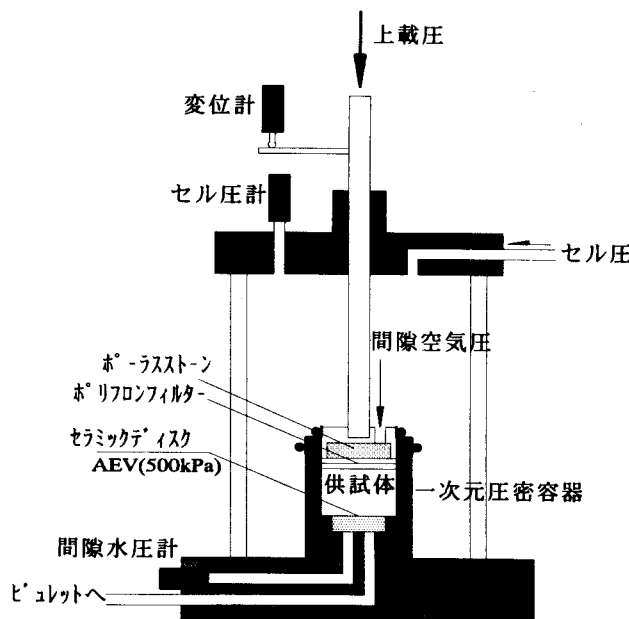 上載圧
変位計
セル圧計
セル圧
間隙空気圧
ポーラスストーン
ポリフロンフィルター
セラミックディスク
AEV(500kPa)
供試体
一次元圧密容器
間隙水圧計
ビュレットへ